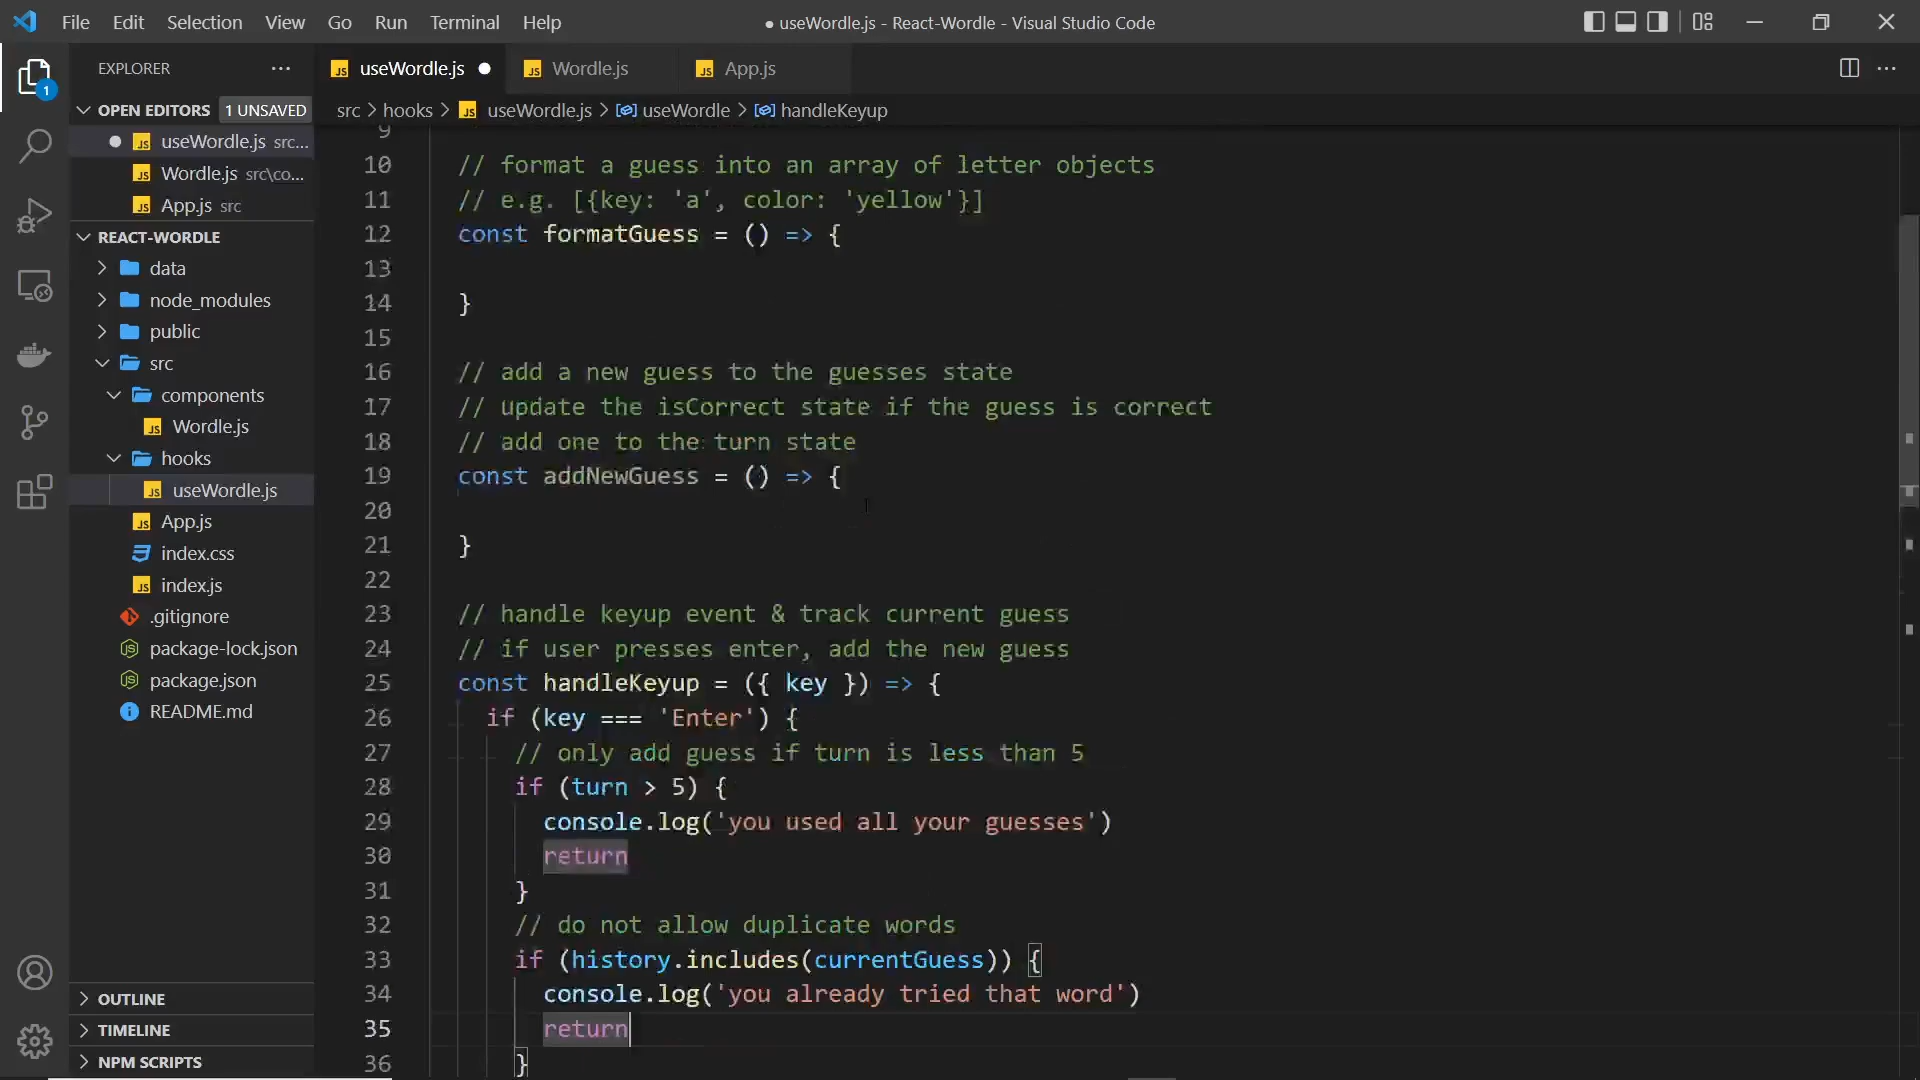 File Edit Selection View Go Run Terminal Help
● useWordle.js - React-Wordle - Visual Studio Code
EXPLORER
1
OPEN EDITORS 1 UNSAVED
useWordle.js src...
Wordle.js src\co...
App.js src
REACT-WORDLE
data
node_modules
public
src
components
Wordle.js
hooks
useWordle.js
App.js
index.css
index.js
.gitignore
package-lock.json
package.json
README.md
OUTLINE
TIMELINE
NPM SCRIPTS
JS useWordle.js ● JS Wordle.js JS App.js
src > hooks > JS useWordle.js > useWordle > handleKeyup
9
10 // format a guess into an array of letter objects
11 // e.g. [{key: 'a', color: 'yellow'}]
12 const formatGuess = () => {
13
14 }
15
16 // add a new guess to the guesses state
17 // update the isCorrect state if the guess is correct
18 // add one to the turn state
19 const addNewGuess = () => {
20
21 }
22
23 // handle keyup event & track current guess
24 // if user presses enter, add the new guess
25 const handleKeyup = ({ key }) => {
26 if (key === 'Enter') {
27 // only add guess if turn is less than 5
28 if (turn > 5) {
29 console.log('you used all your guesses')
30 return
31 }
32 // do not allow duplicate words
33 if (history.includes(currentGuess)) {
34 console.log('you already tried that word')
35 return
36 }